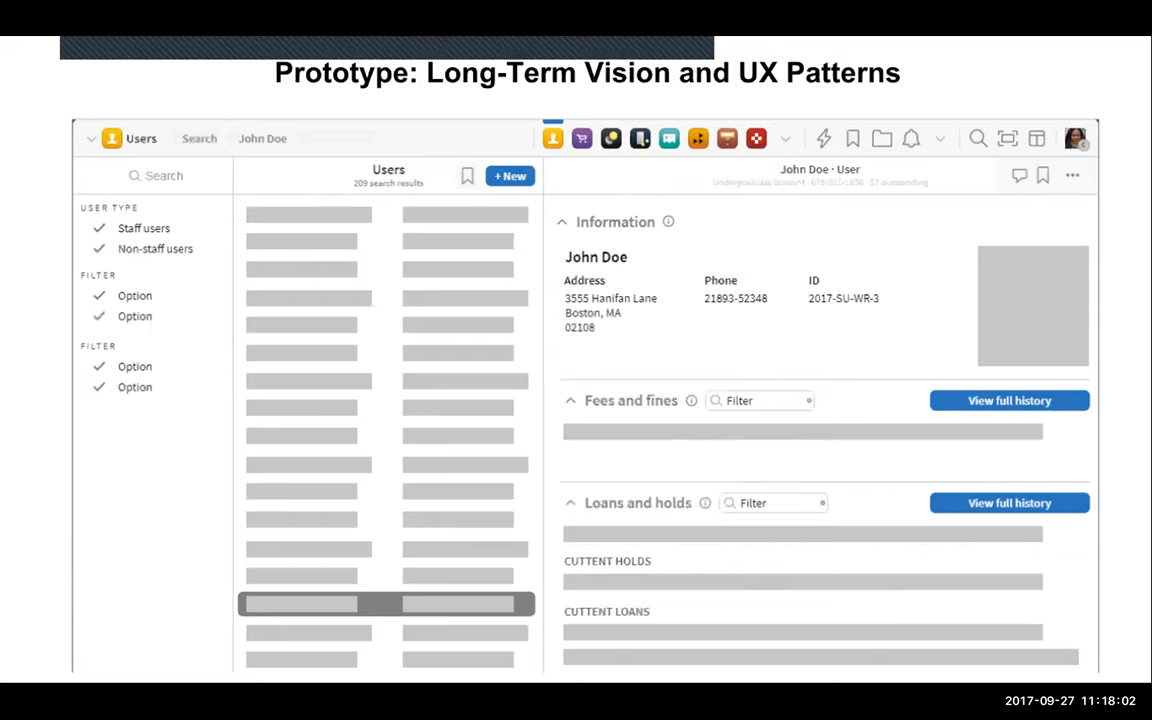 Prototype: Long-Term Vision and UX Patterns
Users Search John Doe
Search
Users
209 search results
+ New
John Doe · User
outstanding
USER TYPE
Staff users
Non-staff users
FILTER
Option
Option
FILTER
Option
Option
Information
John Doe
Address Phone ID
3555 Hanifan Lane 21893-52348 2017-SU-WR-3
Boston, MA
02108
Fees and fines Filter View full history
Loans and holds Filter View full history
CUTTENT HOLDS
CUTTENT LOANS
2017-09-27 11:18:02